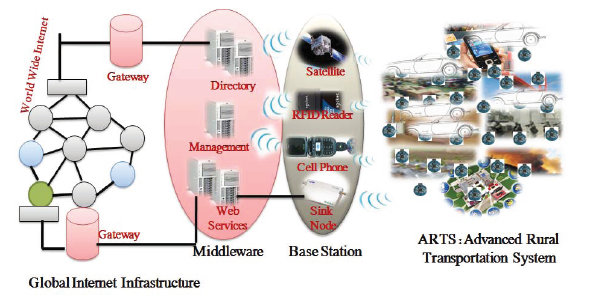 World Wide Internet
Gateway
Directory
Satellite
RFID Reader
Management
Cell Phone
Web
Services
Sink
Node
Gateway
Middleware
Base Station
ARTS : Advanced Rural
Transportation System
Global Internet Infrastructure